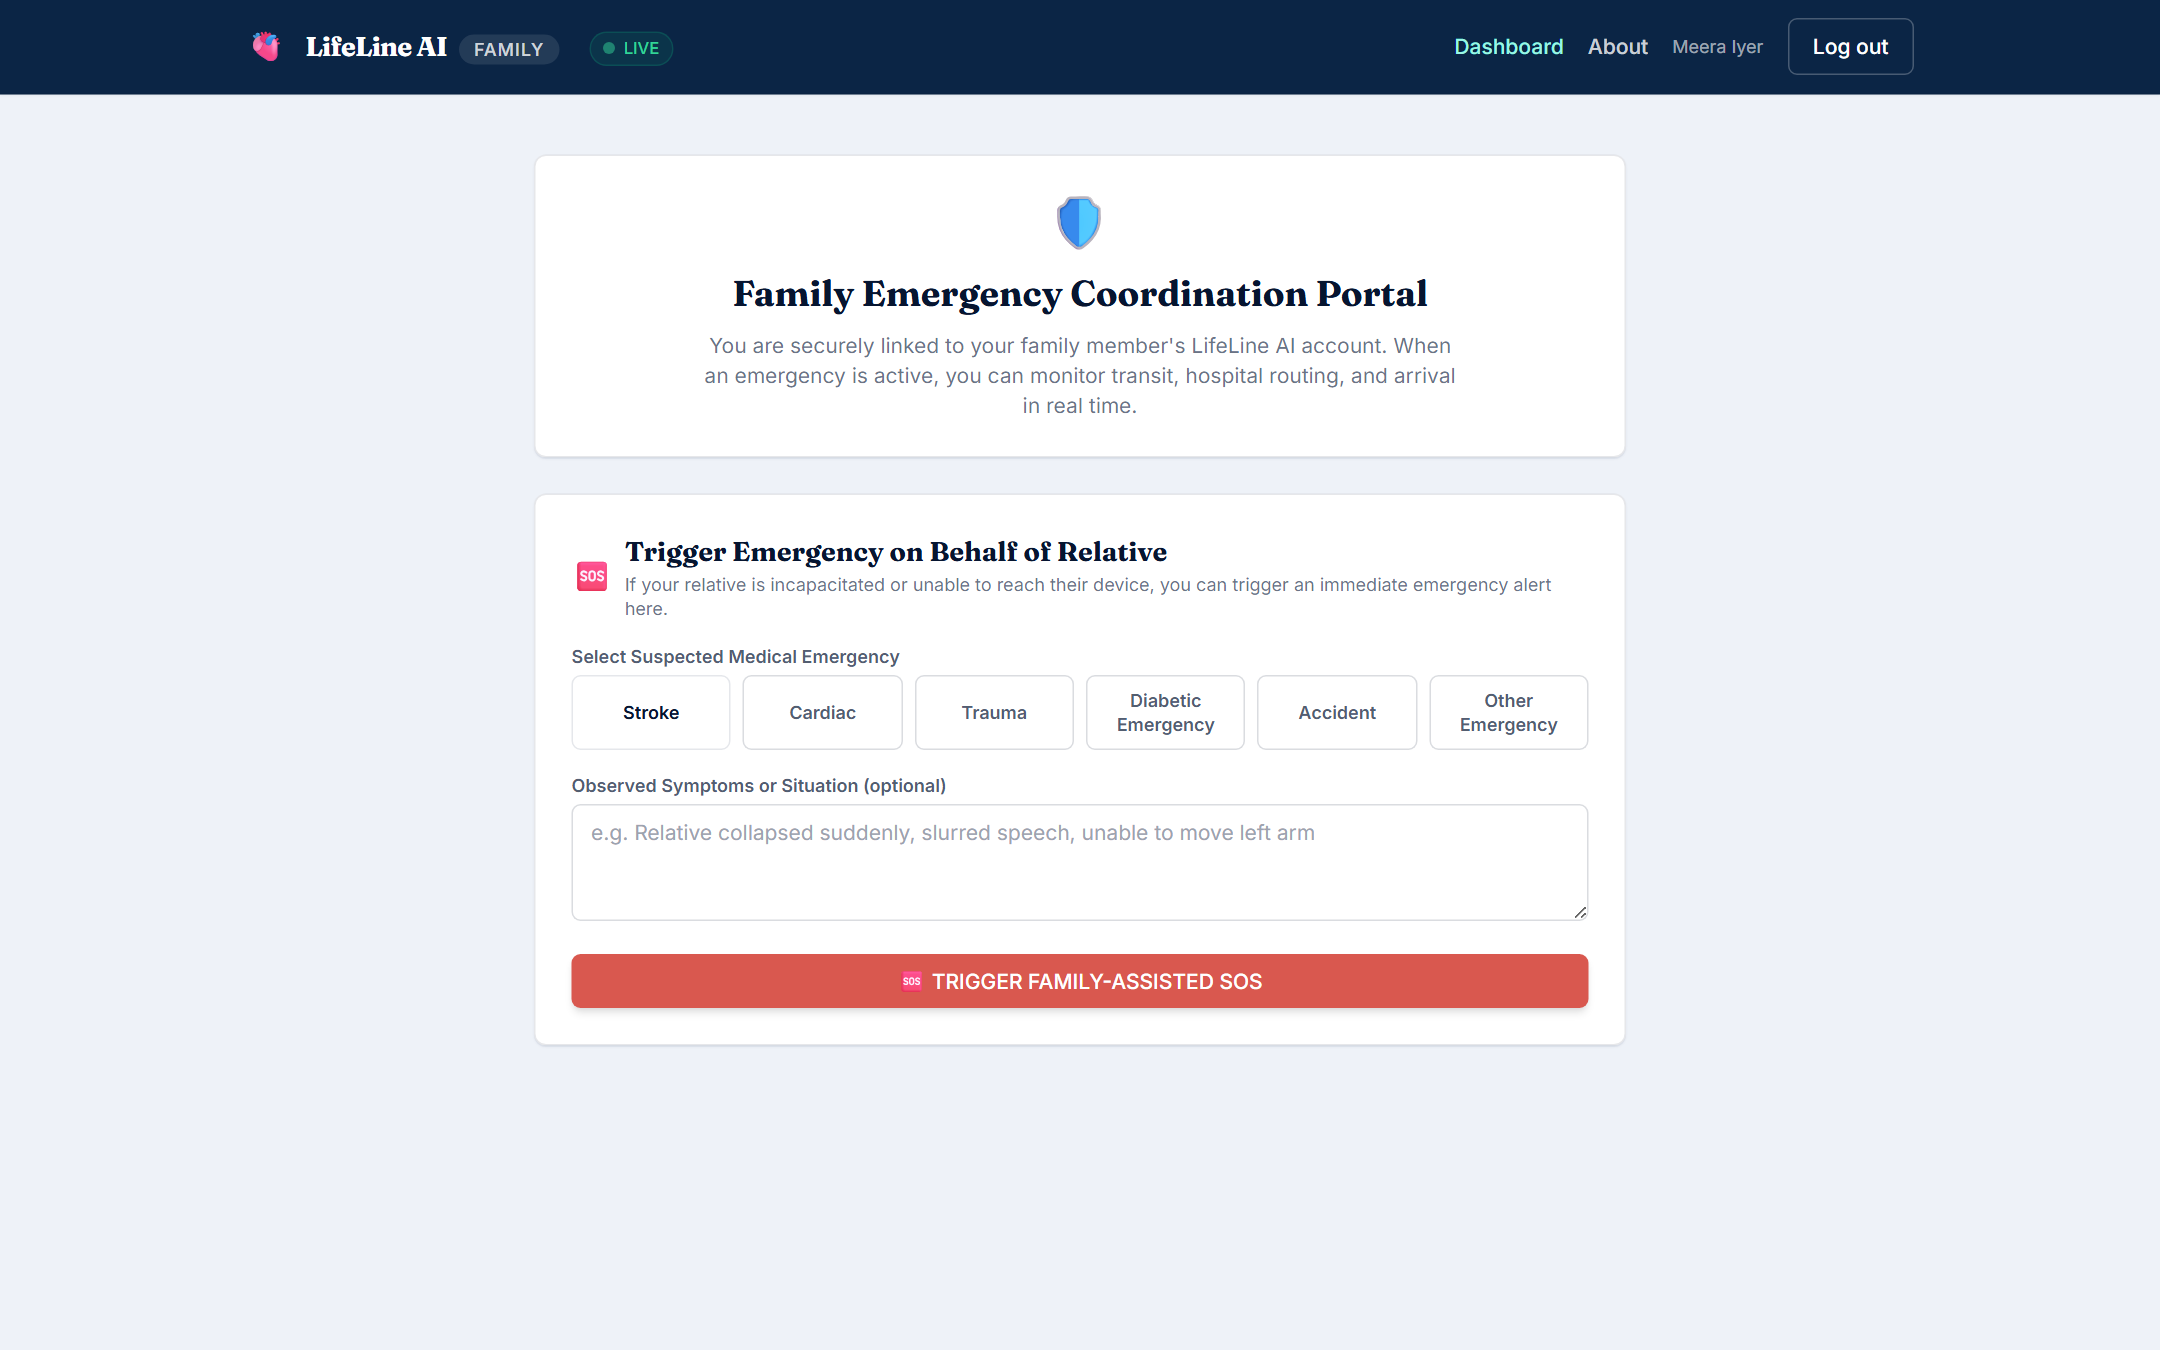 LifeLine AI FAMILY LIVE Dashboard About Meera Iyer Log out
Family Emergency Coordination Portal
You are securely linked to your family member's LifeLine AI account. When
an emergency is active, you can monitor transit, hospital routing, and arrival
in real time.
Trigger Emergency on Behalf of Relative
SOS
If your relative is incapacitated or unable to reach their device, you can trigger an immediate emergency alert
here.
Select Suspected Medical Emergency
Stroke
Cardiac
Trauma
Diabetic
Emergency
Accident
Other
Emergency
Observed Symptoms or Situation (optional)
e.g. Relative collapsed suddenly, slurred speech, unable to move left arm
SOS TRIGGER FAMILY-ASSISTED SOS